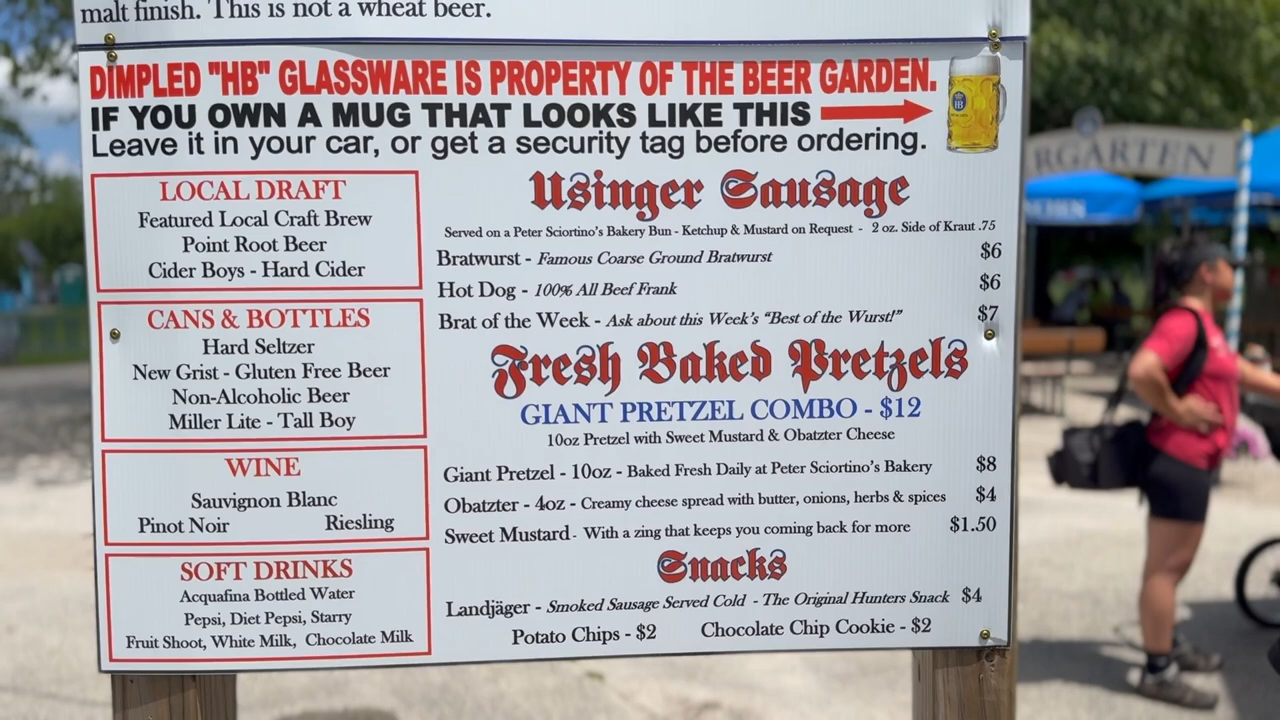 malt finish. This is not a wheat beer.
DIMPLED "HB" GLASSWARE IS PROPERTY OF THE BEER GARDEN.
IF YOU OWN A MUG THAT LOOKS LIKE THIS
Leave it in your car, or get a security tag before ordering.
HB
LOCAL DRAFT
Featured Local Craft Brew
Point Root Beer
Cider Boys - Hard Cider
CANS & BOTTLES
Hard Seltzer
New Grist - Gluten Free Beer
Non-Alcoholic Beer
Miller Lite - Tall Boy
WINE
Sauvignon Blanc
Pinot Noir Riesling
SOFT DRINKS
Acquafina Bottled Water
Pepsi, Diet Pepsi, Starry
Fruit Shoot, White Milk, Chocolate Milk
Usinger Sausage
Served on a Peter Sciortino's Bakery Bun - Ketchup & Mustard on Request - 2 oz. Side of Kraut .75
Bratwurst - Famous Coarse Ground Bratwurst $6
Hot Dog - 100% All Beef Frank $6
Brat of the Week - Ask about this Week's "Best of the Wurst!" $7
Fresh Baked Pretzels
GIANT PRETZEL COMBO - $12
10oz Pretzel with Sweet Mustard & Obatzter Cheese
Giant Pretzel - 10oz - Baked Fresh Daily at Peter Sciortino's Bakery $8
Obatzter - 4oz - Creamy cheese spread with butter, onions, herbs & spices $4
Sweet Mustard - With a zing that keeps you coming back for more $1.50
Snacks
Landjäger - Smoked Sausage Served Cold - The Original Hunters Snack $4
Potato Chips - $2 Chocolate Chip Cookie - $2
RGARTEN